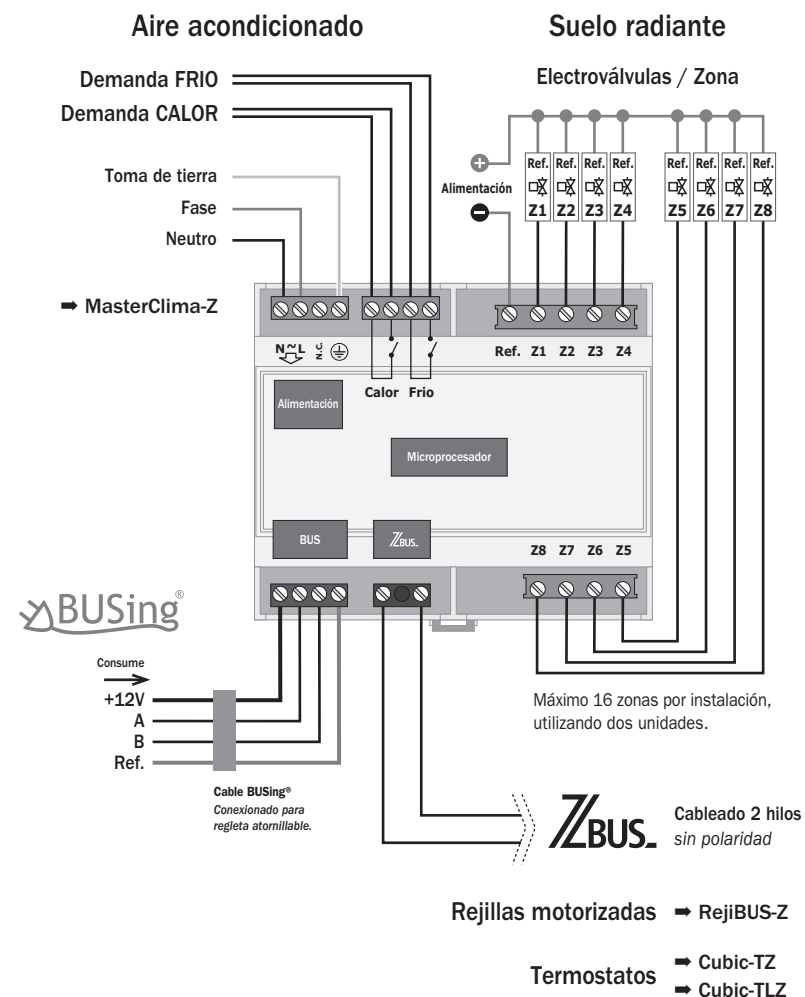 Aire acondicionado
Suelo radiante
Demanda FRIO
Demanda CALOR
Electroválvulas / Zona
Toma de tierra
Fase
Neutro
+
Alimentación
−
Ref. Ref. Ref. Ref. Ref. Ref. Ref. Ref.
Z1 Z2 Z3 Z4 Z5 Z6 Z7 Z8
➡ MasterClima-Z
N~L N.C.
Ref. Z1 Z2 Z3 Z4
Calor Frio
Alimentación
Microprocesador
BUS
ZBUS
Z8 Z7 Z6 Z5
BUSing®
Consume
+12V
A
B
Ref.
Cable BUSing®
Conexionado para
regleta atornillable.
Máximo 16 zonas por instalación,
utilizando dos unidades.
ZBUS
Cableado 2 hilos
sin polaridad
Rejillas motorizadas ➡ RejiBUS-Z
Termostatos
➡ Cubic-TZ
➡ Cubic-TLZ